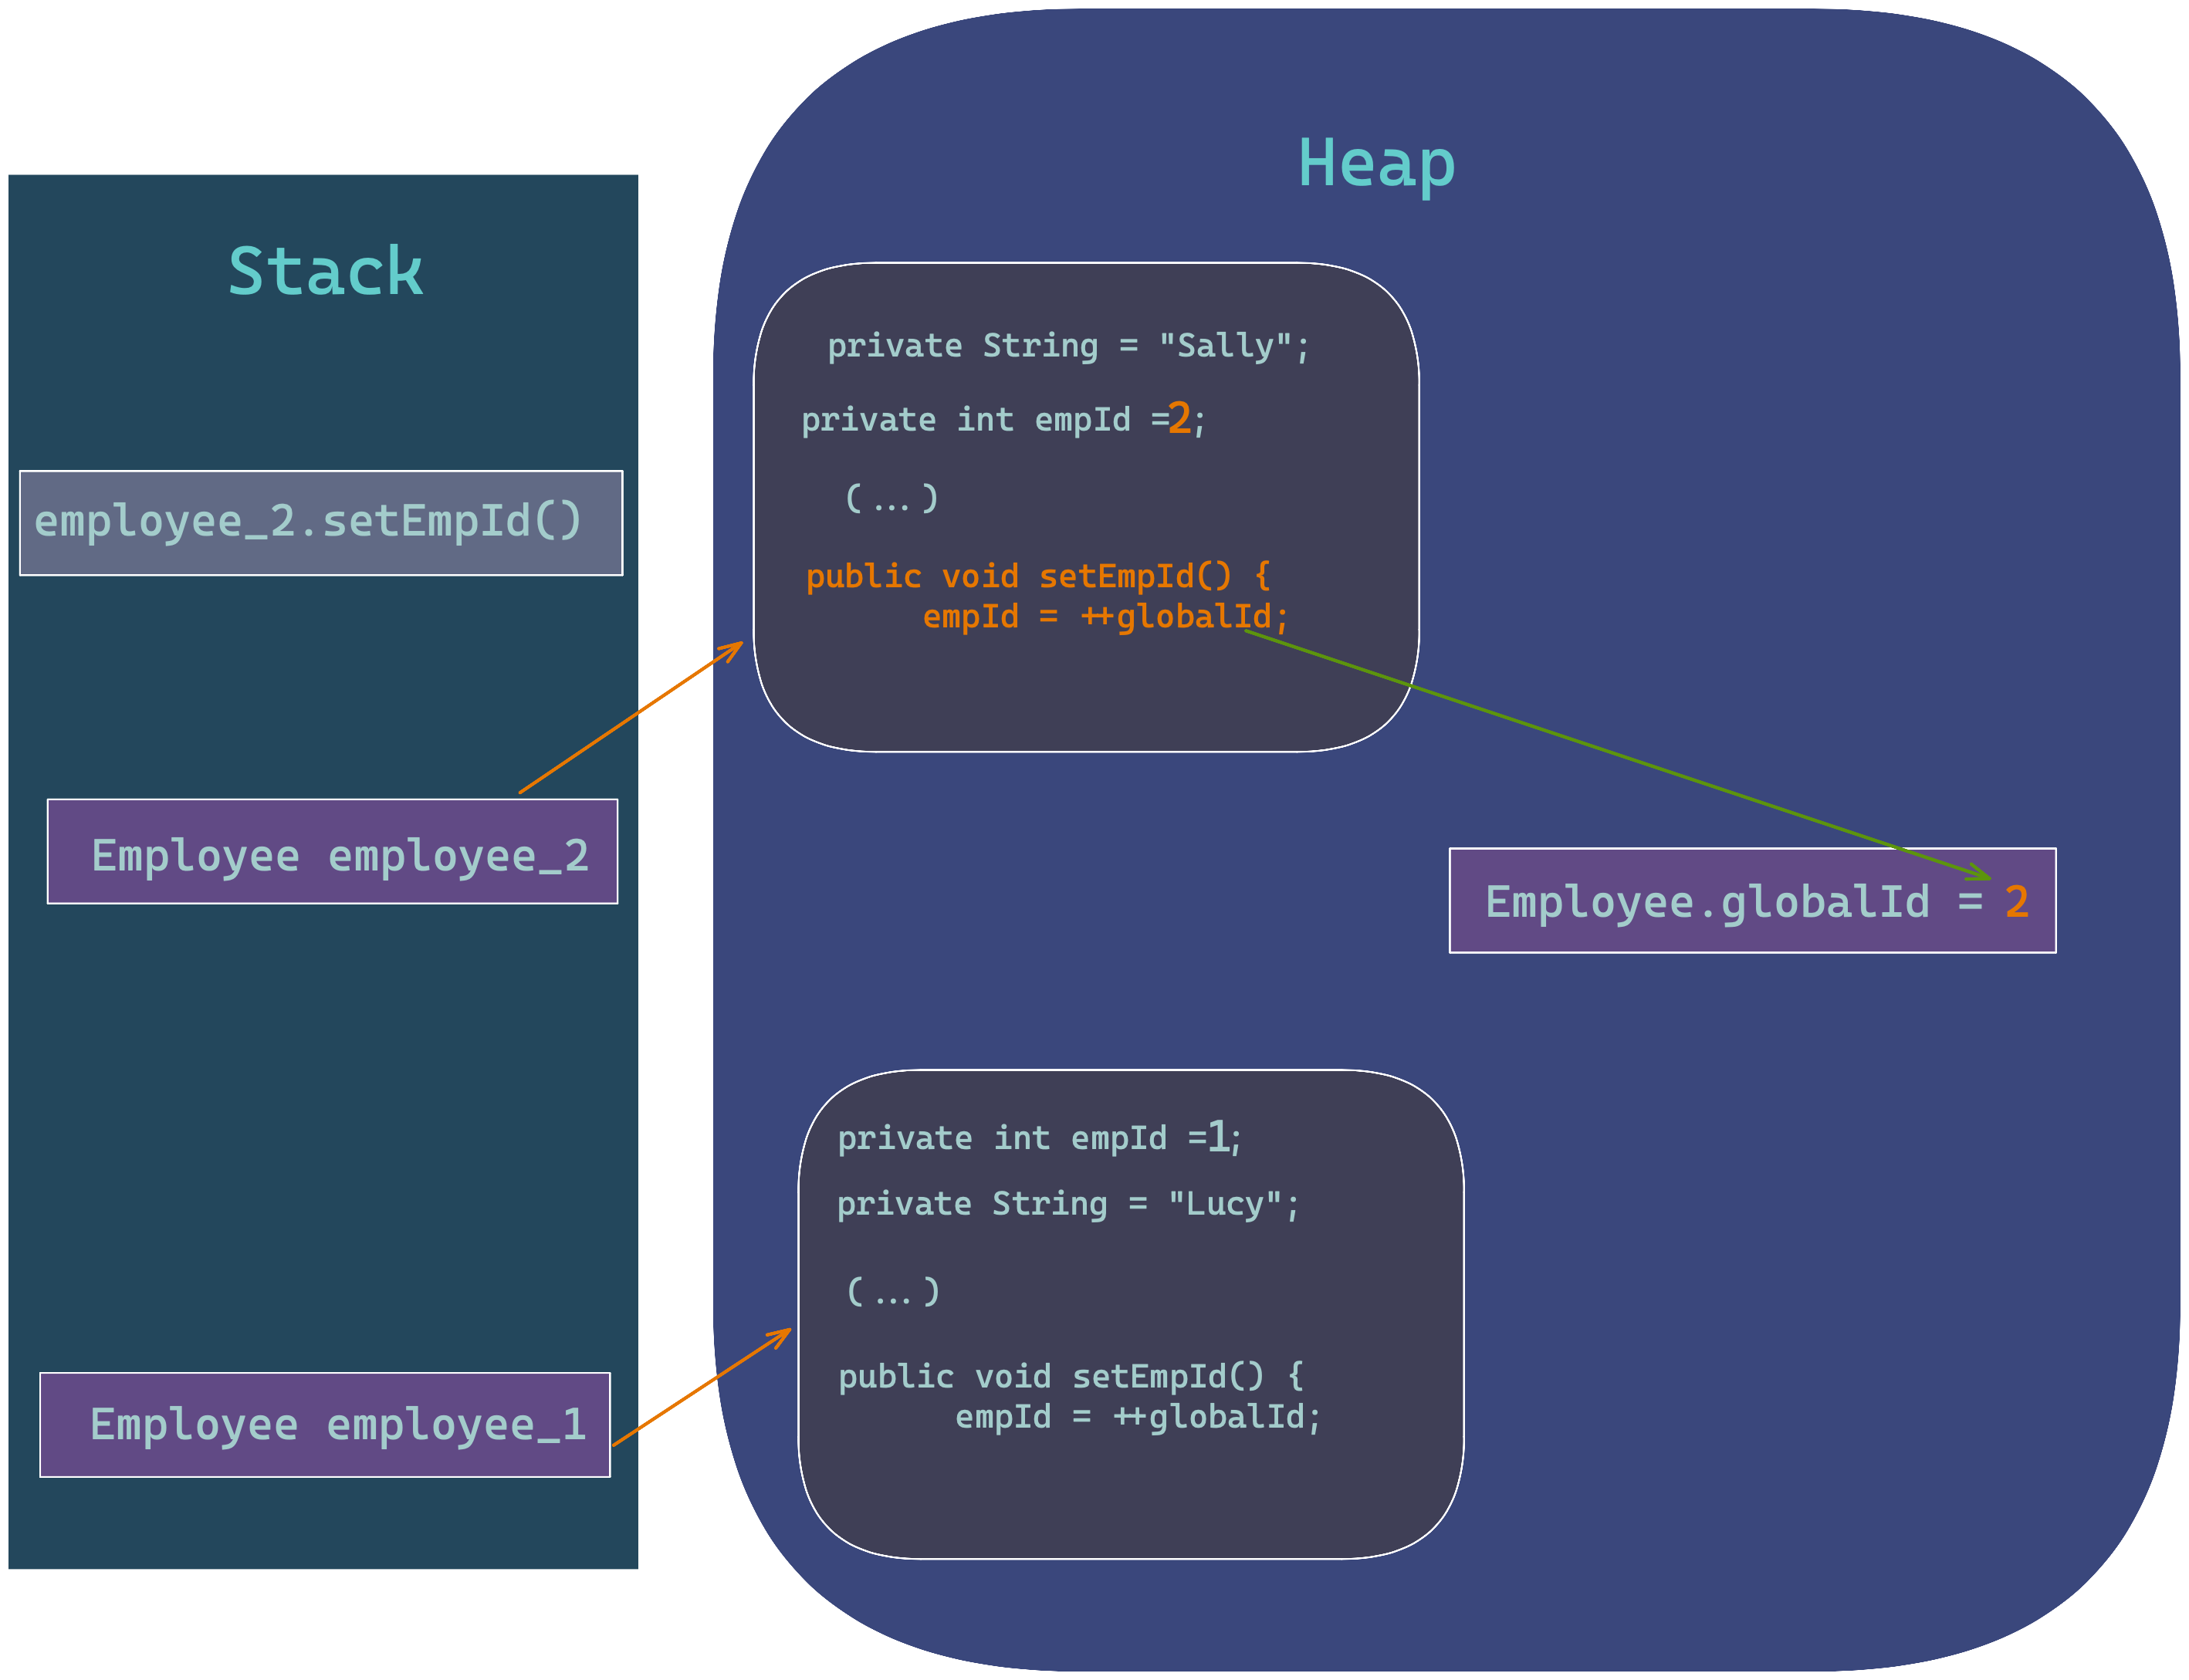 Stack
employee_2.setEmpId()
Employee employee_2
Employee employee_1
Heap
private String = "Sally";
private int empId =2;
(...)
public void setEmpId() {
empId = ++globalId;
Employee.globalId = 2
private int empId =1;
private String = "Lucy";
(...)
public void setEmpId() {
empId = ++globalId;